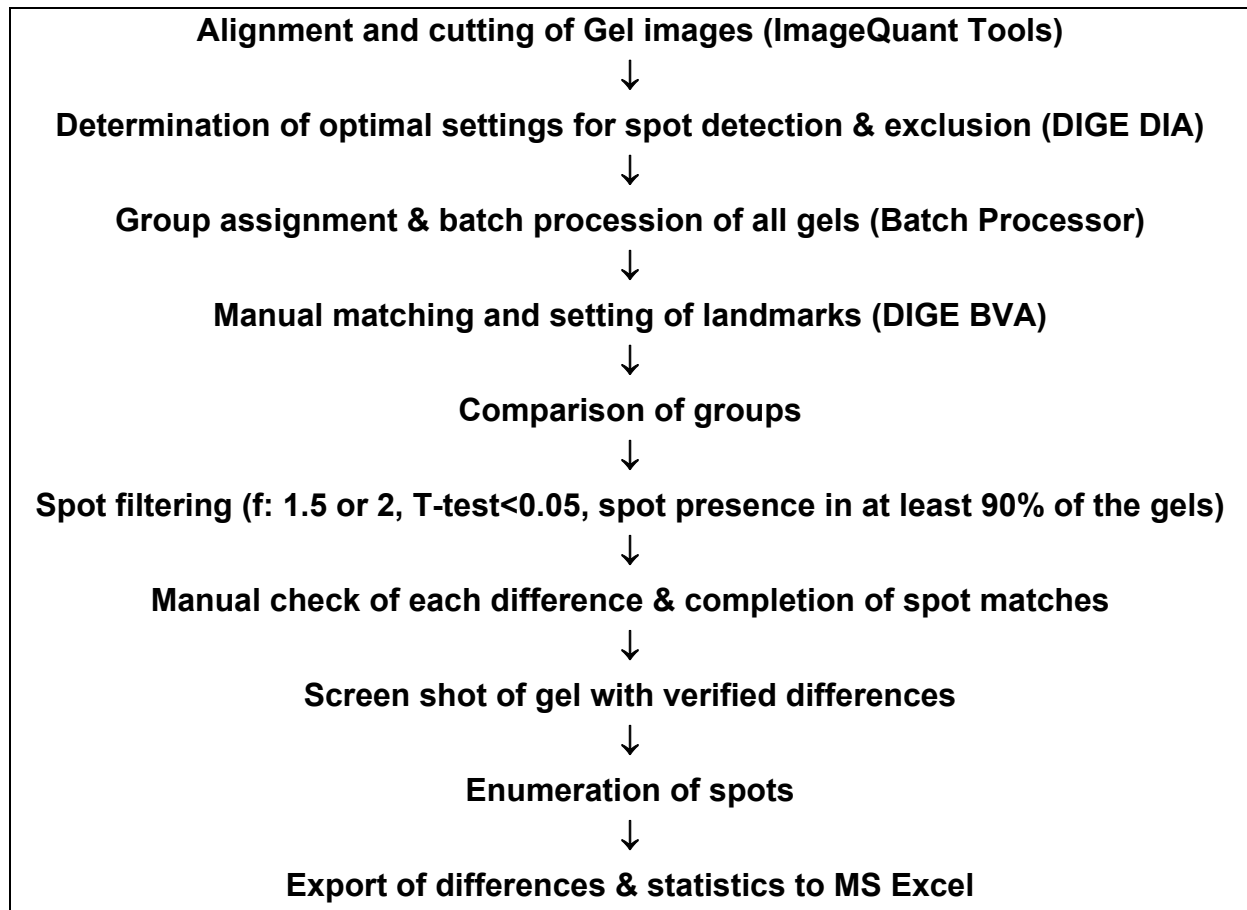 Alignment and cutting of Gel images (ImageQuant Tools)
↓
Determination of optimal settings for spot detection & exclusion (DIGE DIA)
↓
Group assignment & batch procession of all gels (Batch Processor)
↓
Manual matching and setting of landmarks (DIGE BVA)
↓
Comparison of groups
↓
Spot filtering (f: 1.5 or 2, T-test<0.05, spot presence in at least 90% of the gels)
↓
Manual check of each difference & completion of spot matches
↓
Screen shot of gel with verified differences
↓
Enumeration of spots
↓
Export of differences & statistics to MS Excel